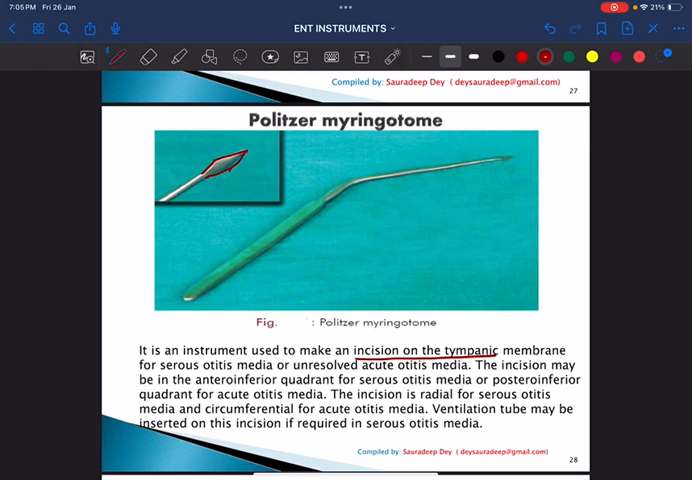 7:05 PM Fri 26 Jan
21%
ENT INSTRUMENTS
Compiled by: Sauradeep Dey ( deysauradeep@gmail.com)
27
Politzer myringotome
Fig. : Politzer myringotome
It is an instrument used to make an incision on the tympanic membrane
for serous otitis media or unresolved acute otitis media. The incision may
be in the anteroinferior quadrant for serous otitis media or posteroinferior
quadrant for acute otitis media. The incision is radial for serous otitis
media and circumferential for acute otitis media. Ventilation tube may be
inserted on this incision if required in serous otitis media.
Compiled by: Sauradeep Dey ( deysauradeep@gmail.com)
28